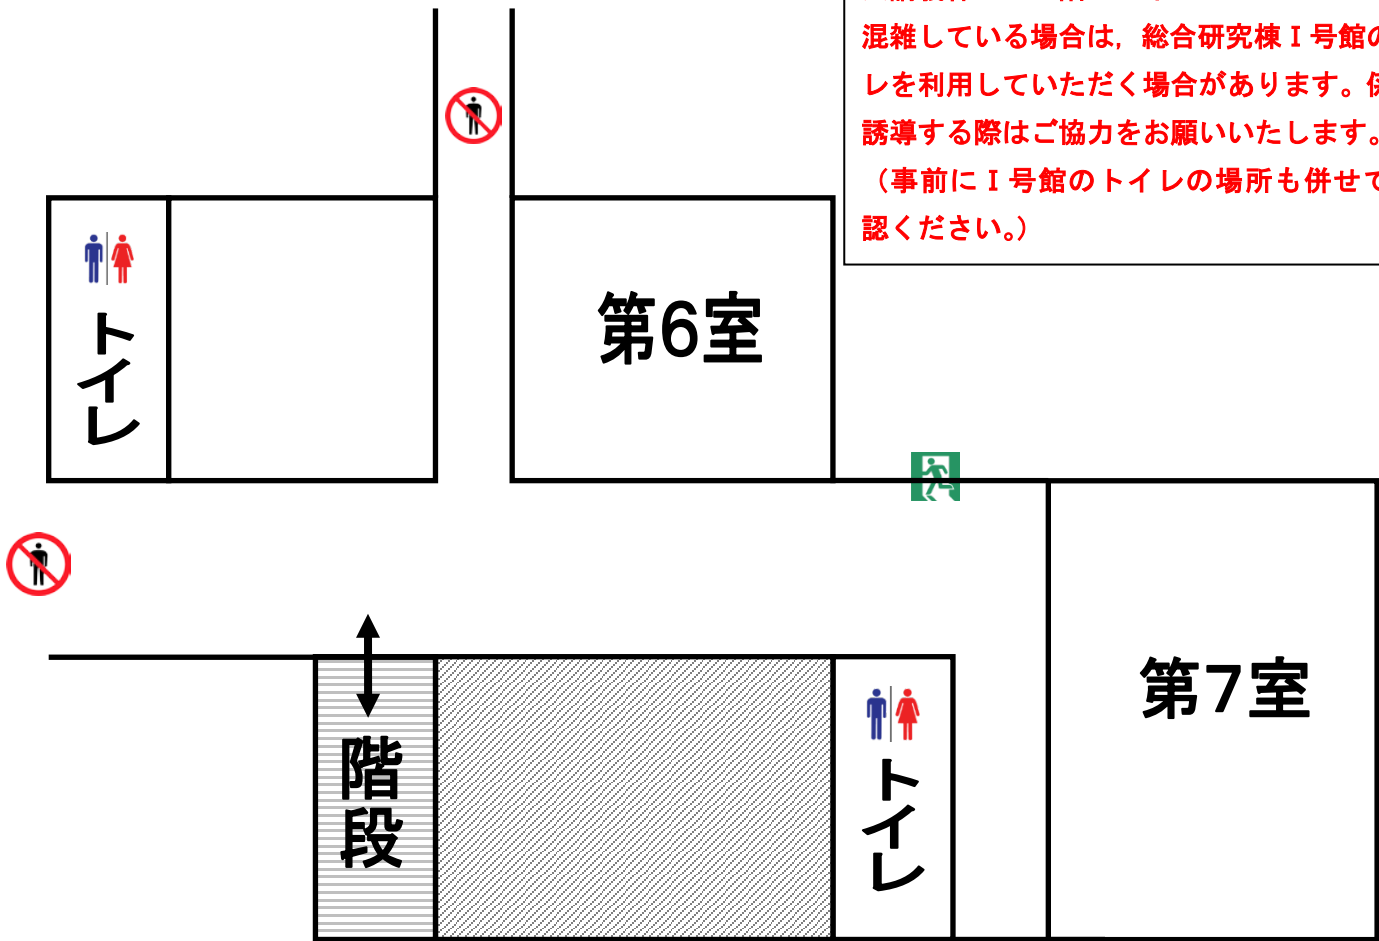 混雑している場合は，総合研究棟Ⅰ号館の
レを利用していただく場合があります。
誘導する際はご協力をお願いいたします。
（事前にⅠ号館のトイレの場所も併せて
認ください。）
トイレ
第6室
第7室
階段
トイレ